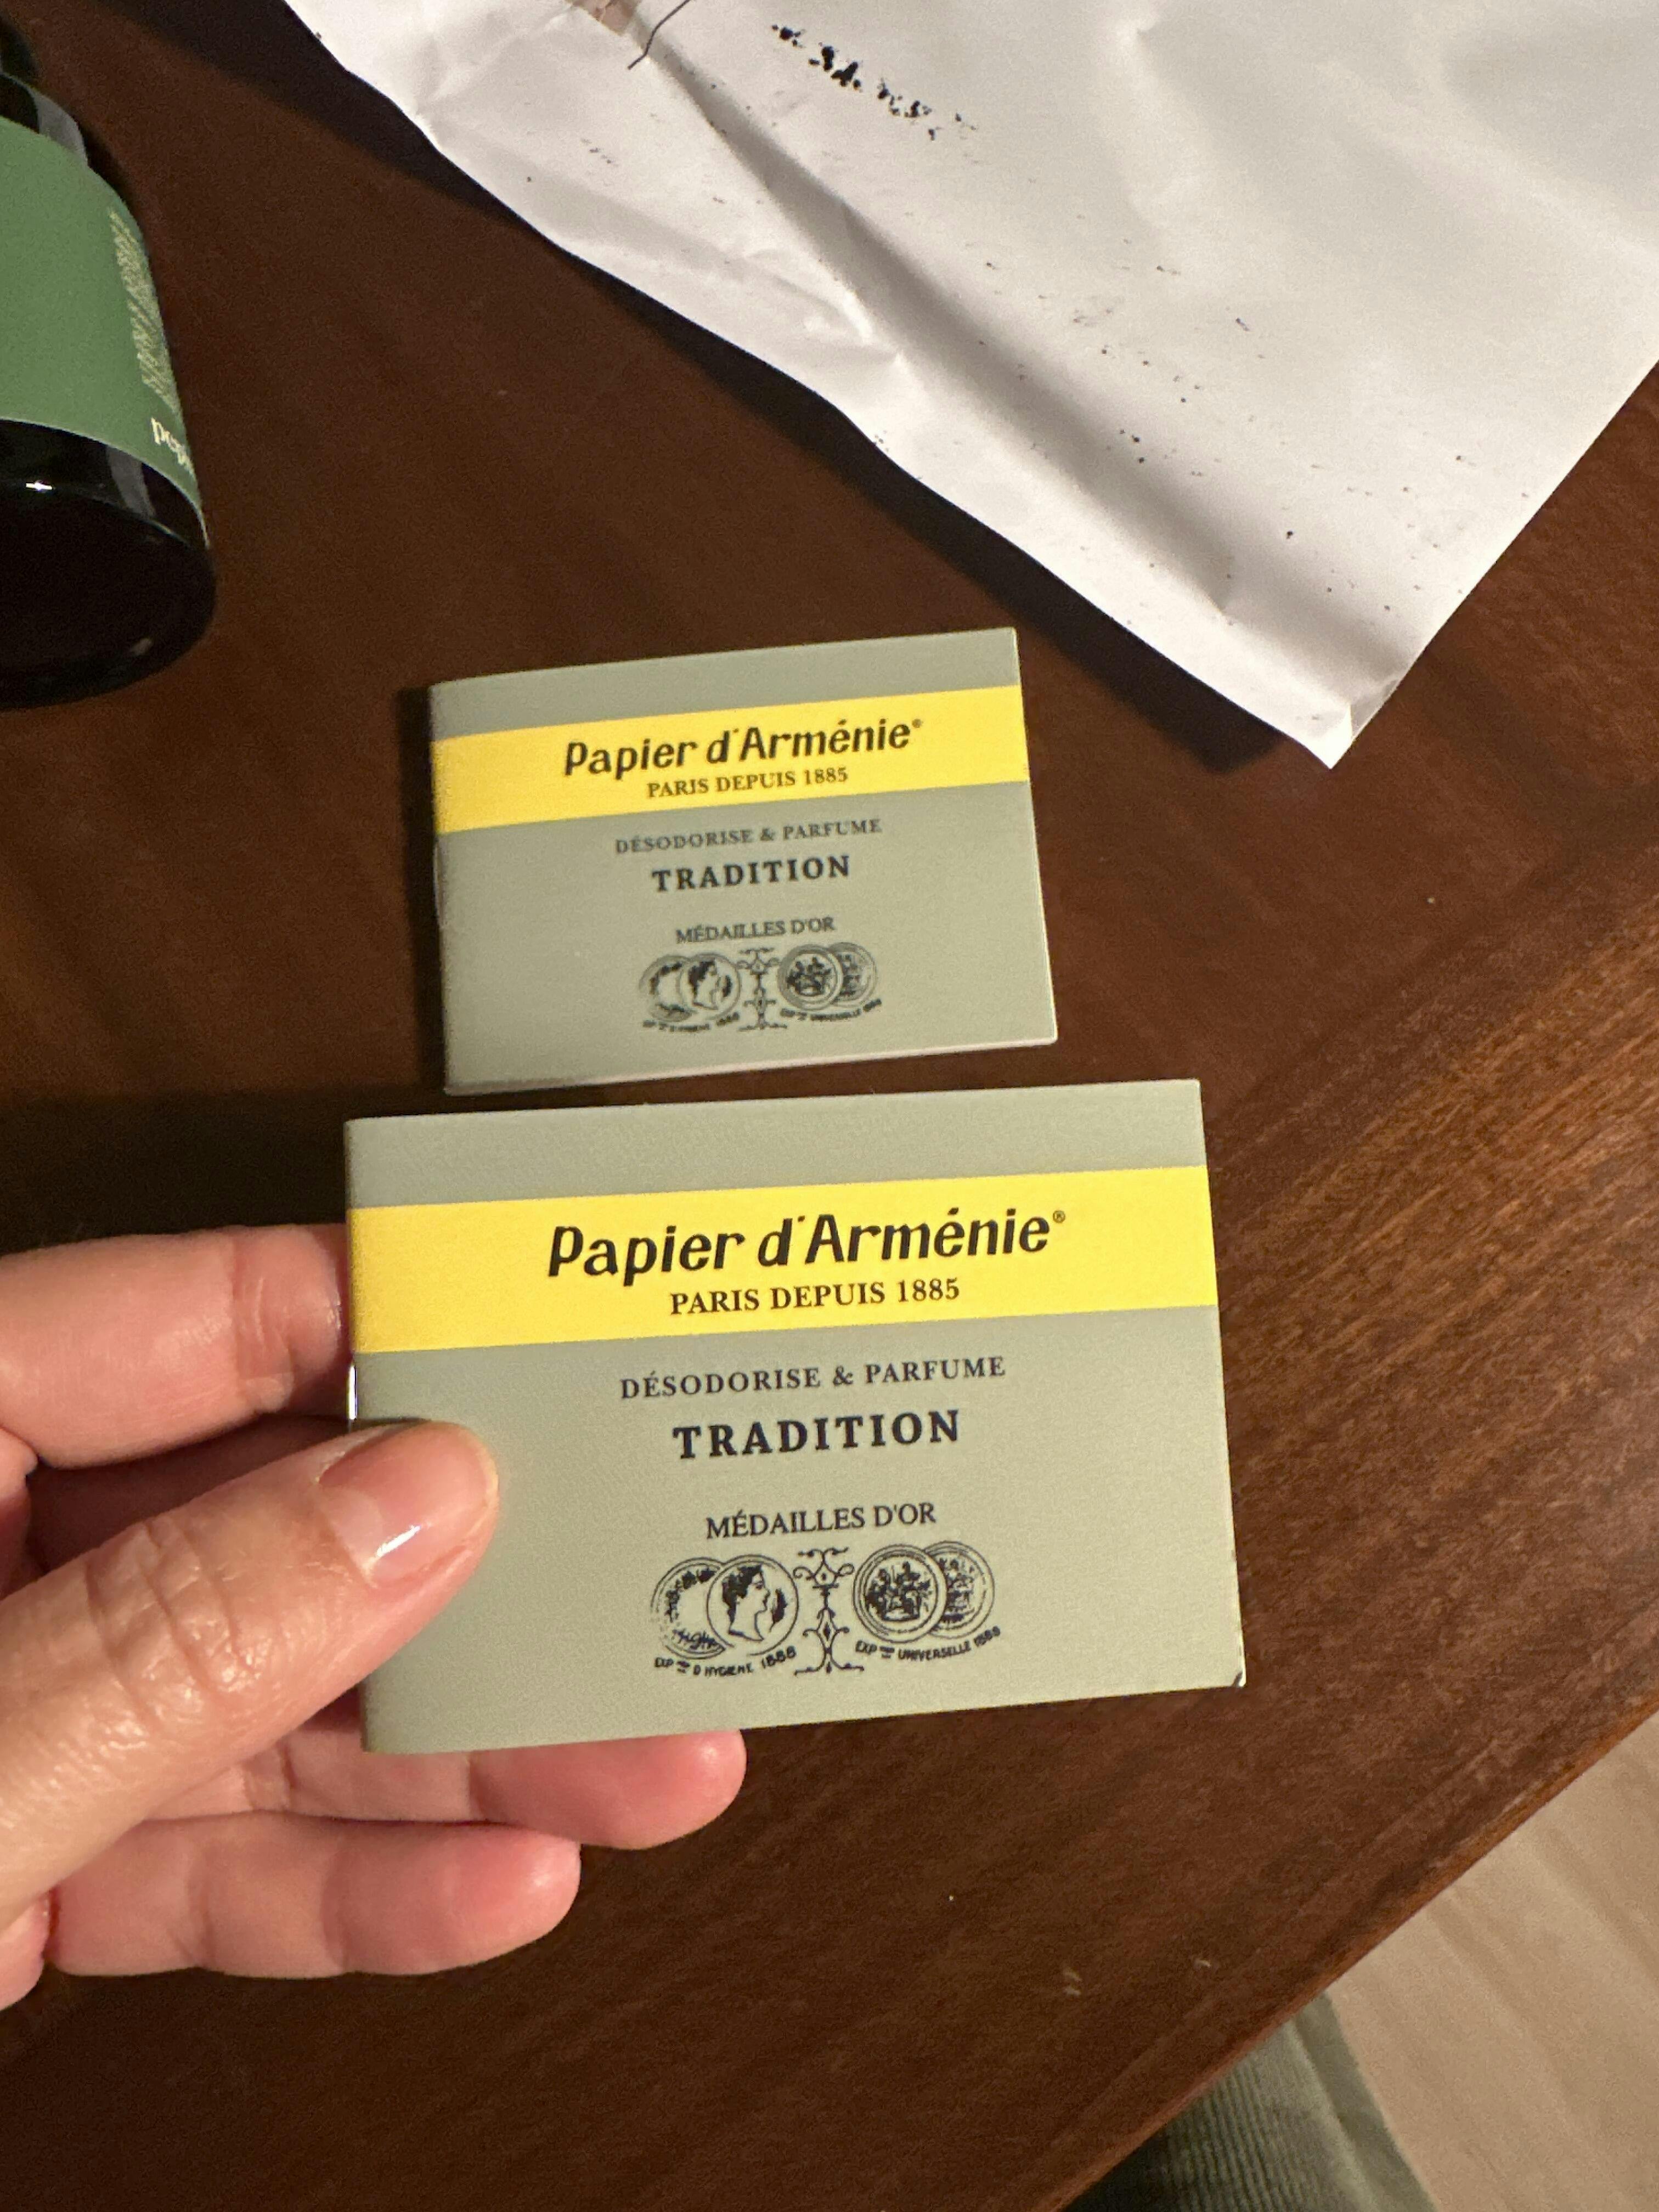 Papier d'Arménie®
PARIS DEPUIS 1885
DÉSODORISE & PARFUME
TRADITION
MÉDAILLES D'OR
Papier d'Arménie®
PARIS DEPUIS 1885
DÉSODORISE & PARFUME
TRADITION
MÉDAILLES D'OR
D'HYGIENE 1888
UNIVERSELLE 1889